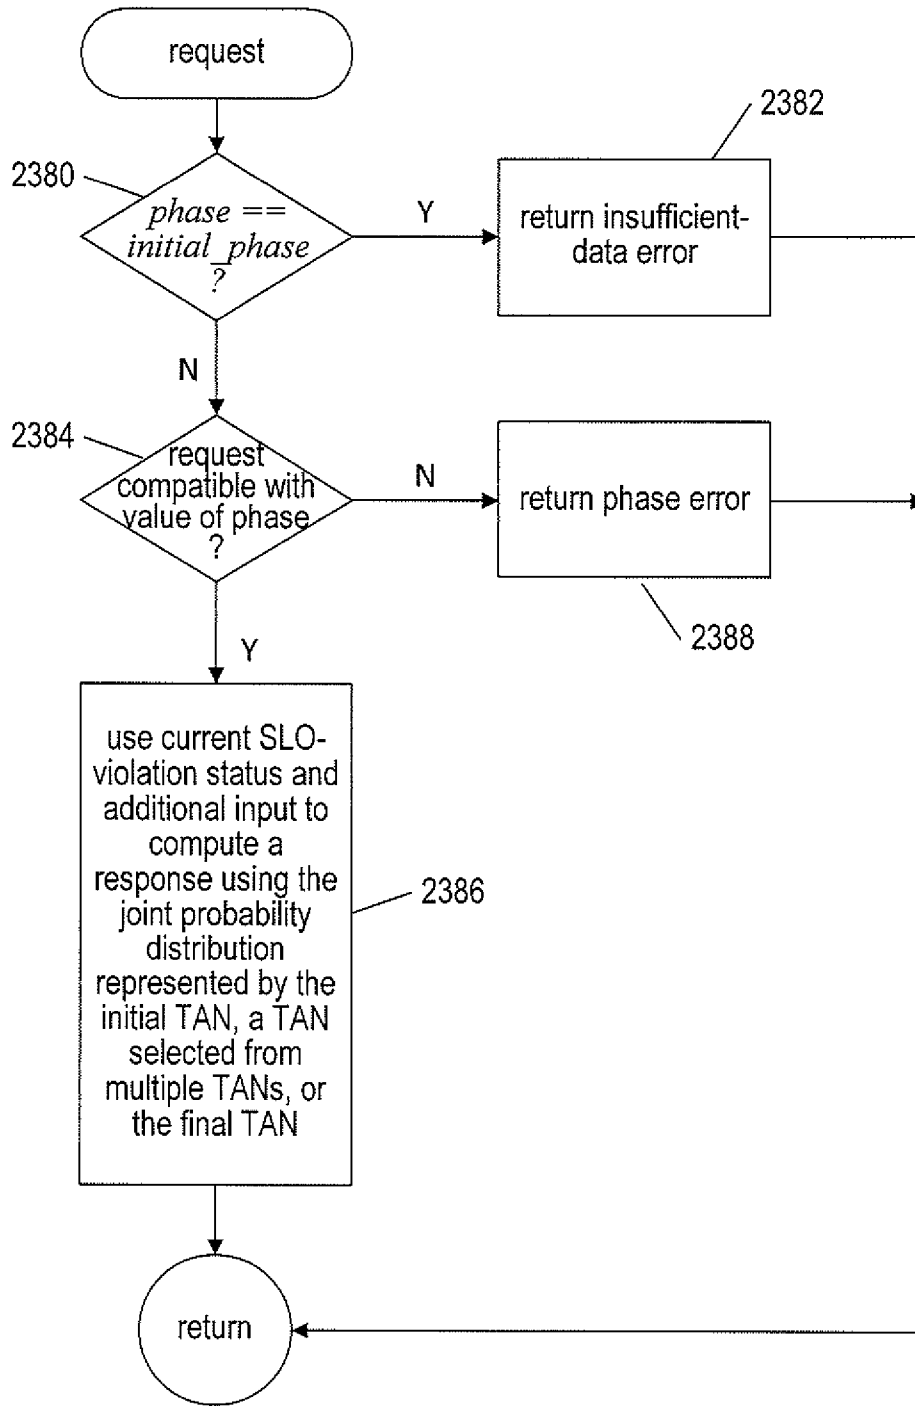 request
2382
2380
phase ==
initial_phase
?
Y
return insufficient-
data error
N
2384
request
compatible with
value of phase
?
N
return phase error
2388
Y
use current SLO-
violation status and
additional input to
compute a
response using the
joint probability
distribution
represented by the
initial TAN, a TAN
selected from
multiple TANs, or
the final TAN
2386
return